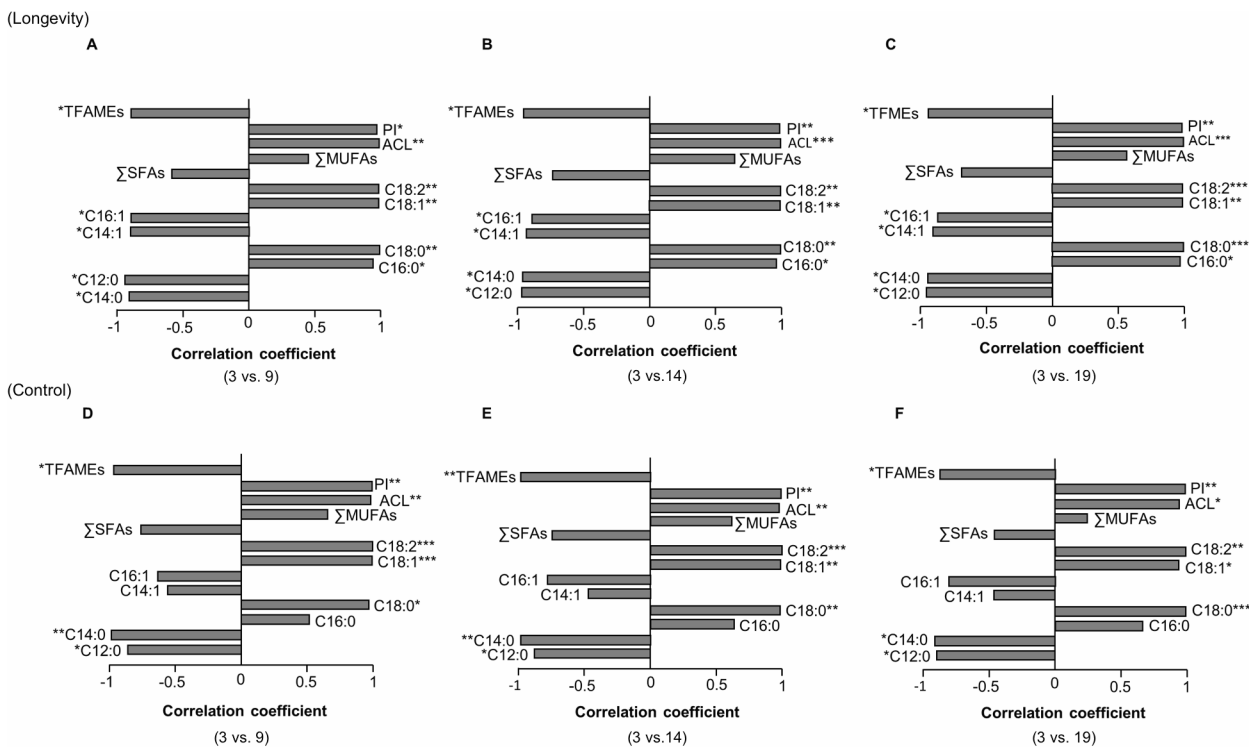 (Longevity)
A
*TFAMEs
PI*
ACL**
∑MUFAs
∑SFAs
C18:2**
C18:1**
*C16:1
*C14:1
C18:0**
C16:0*
*C12:0
*C14:0
-1 -0.5 0 0.5 1
Correlation coefficient
(3 vs. 9)
B
*TFAMEs
PI**
ACL***
∑MUFAs
∑SFAs
C18:2**
C18:1**
*C16:1
*C14:1
C18:0**
C16:0*
*C14:0
*C12:0
-1 -0.5 0 0.5 1
Correlation coefficient
(3 vs.14)
C
*TFMEs
PI**
ACL***
∑MUFAs
∑SFAs
C18:2***
C18:1**
*C16:1
*C14:1
C18:0***
C16:0*
*C14:0
*C12:0
-1 -0.5 0 0.5 1
Correlation coefficient
(3 vs. 19)
(Control)
D
*TFAMEs
PI**
ACL**
∑MUFAs
∑SFAs
C18:2***
C18:1***
C16:1
C14:1
C18:0*
C16:0
**C14:0
*C12:0
-1 -0.5 0 0.5 1
Correlation coefficient
(3 vs. 9)
E
**TFAMEs
PI**
ACL**
∑MUFAs
∑SFAs
C18:2***
C18:1**
C16:1
C14:1
C18:0**
C16:0
**C14:0
*C12:0
-1 -0.5 0 0.5 1
Correlation coefficient
(3 vs.14)
F
*TFAMEs
PI**
ACL*
∑MUFAs
∑SFAs
C18:2**
C18:1*
C16:1
C14:1
C18:0***
C16:0
*C14:0
*C12:0
-1 -0.5 0 0.5 1
Correlation coefficient
(3 vs. 19)